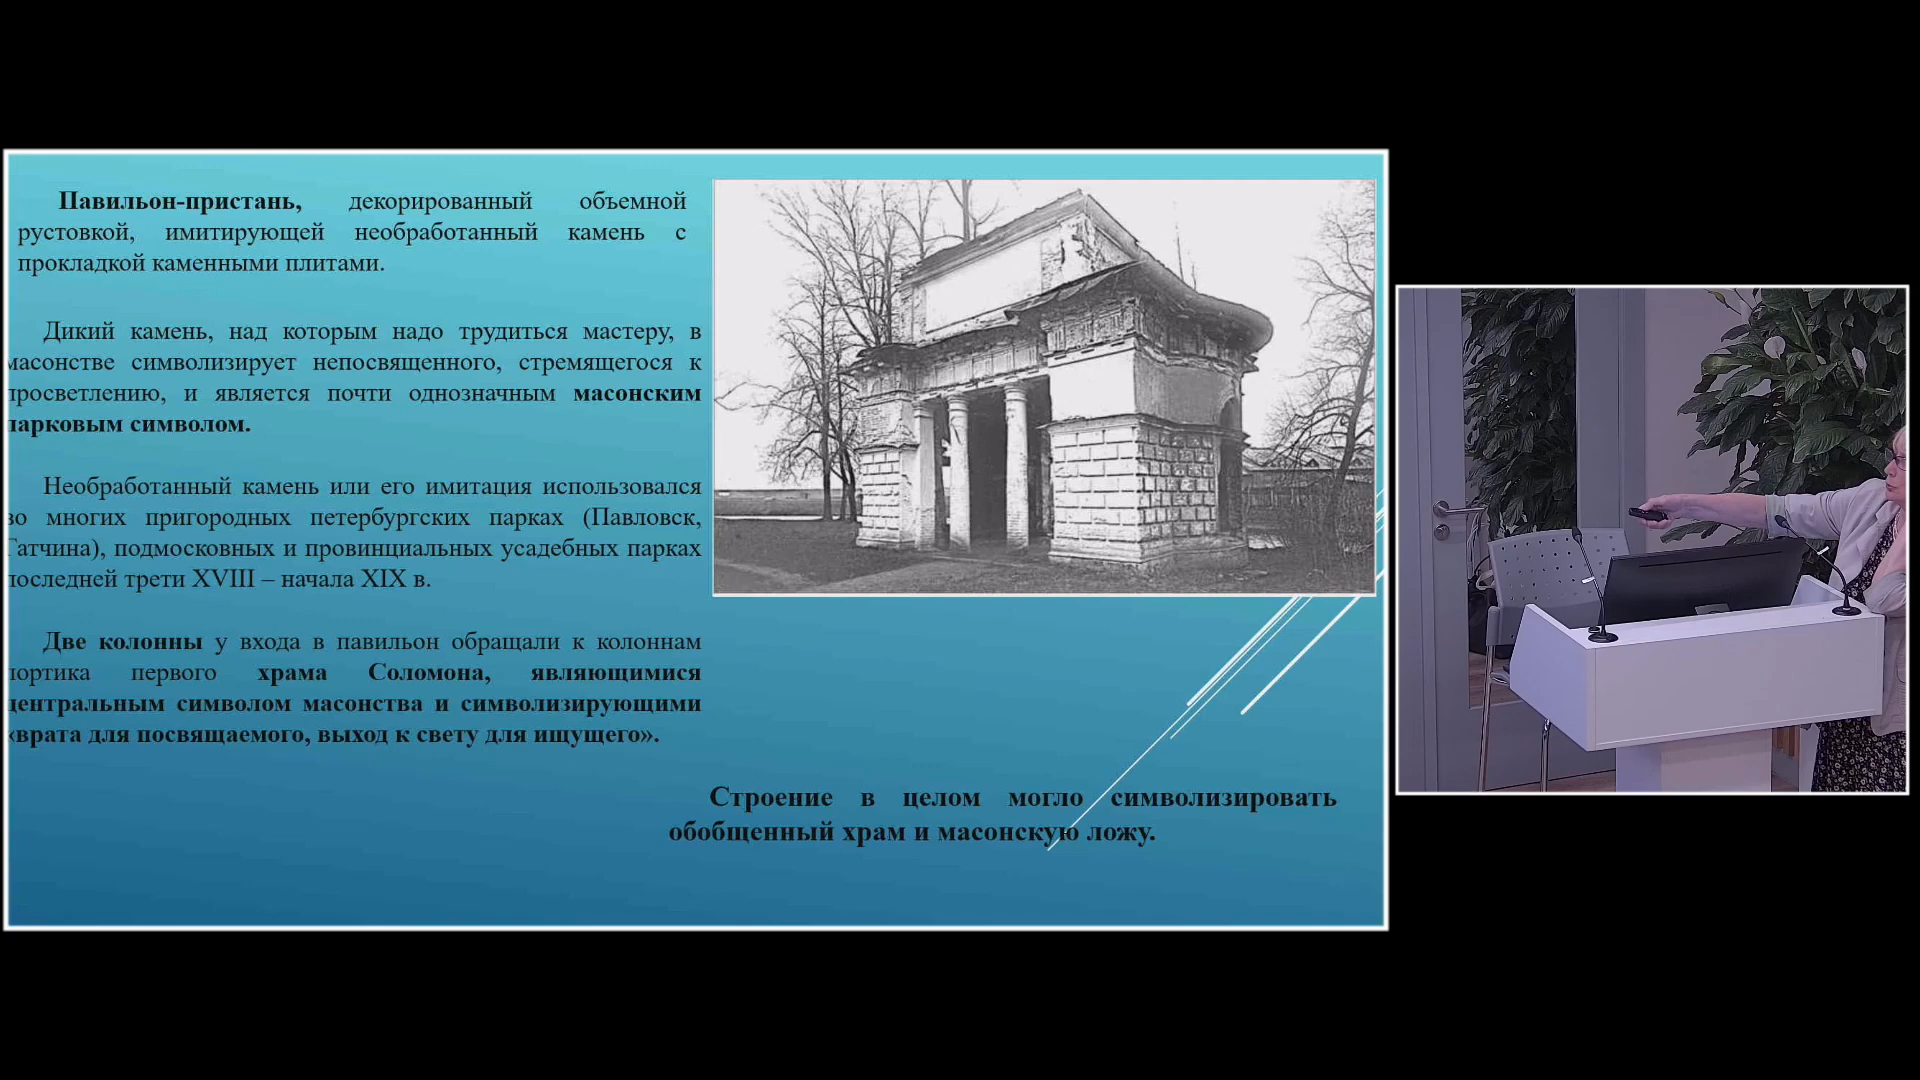 Павильон-пристань, декорированный объемной
рустовкой, имитирующей необработанный камень с
прокладкой каменными плитами.
Дикий камень, над которым надо трудиться мастеру, в
масонстве символизирует непосвященного, стремящегося к
просветлению, и является почти однозначным масонским
парковым символом.
Необработанный камень или его имитация использовался
во многих пригородных петербургских парках (Павловск,
Гатчина), подмосковных и провинциальных усадебных парках
последней трети XVIII – начала XIX в.
Две колонны у входа в павильон обращали к колоннам
портика первого храма Соломона, являющимися
центральным символом масонства и символизирующими
«врата для посвящаемого, выход к свету для ищущего».
Строение в целом могло символизировать
обобщенный храм и масонскую ложу.